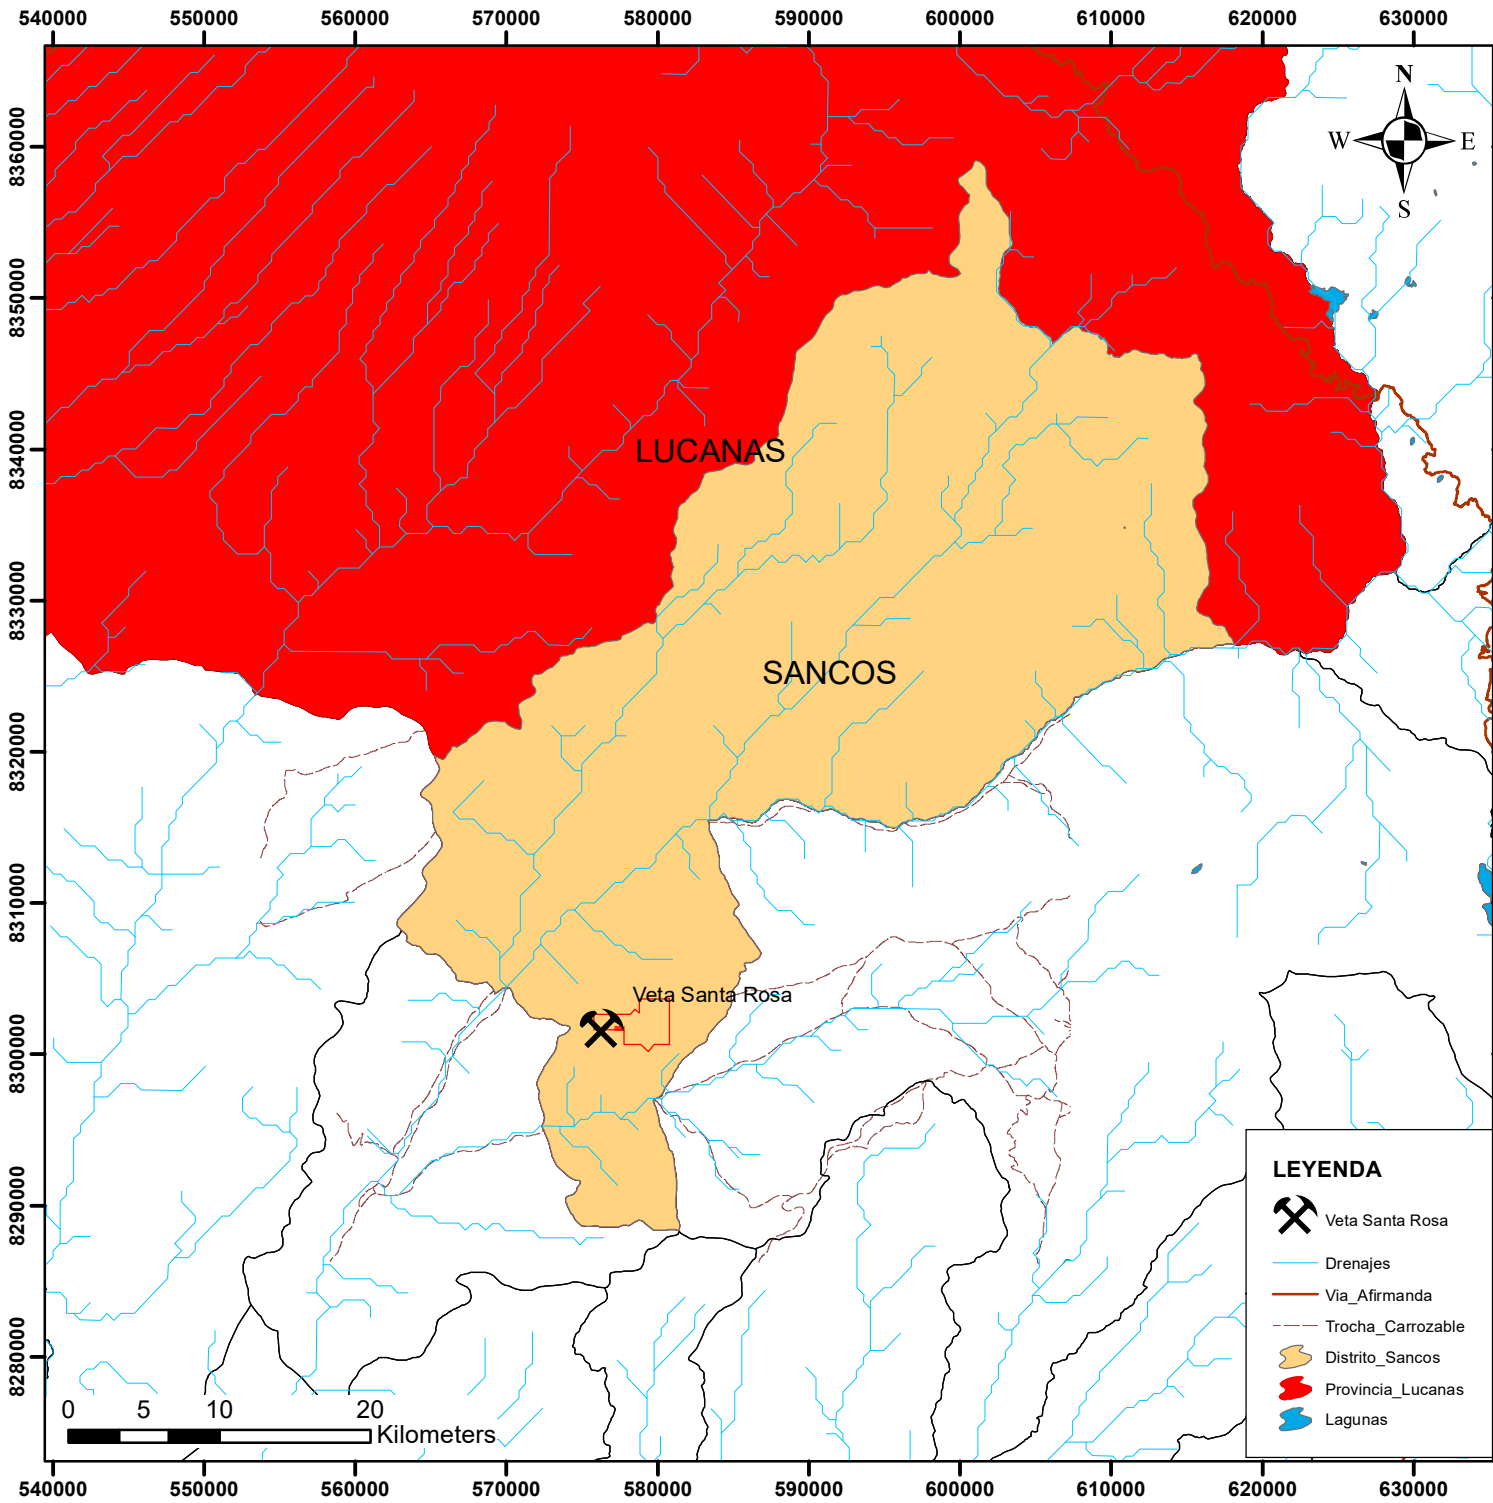 540000 550000 560000 570000 580000 590000 600000 610000 620000 630000
N
W E
S
8360000
8350000
8340000
8330000
8320000
8310000
8300000
8290000
8280000
LUCANAS
SANCOS
Veta Santa Rosa
LEYENDA
Veta Santa Rosa
Drenajes
Via_Afirmanda
Trocha_Carrozable
Distrito_Sancos
Provincia_Lucanas
Lagunas
0 5 10 20
Kilometers
540000 550000 560000 570000 580000 590000 600000 610000 620000 630000